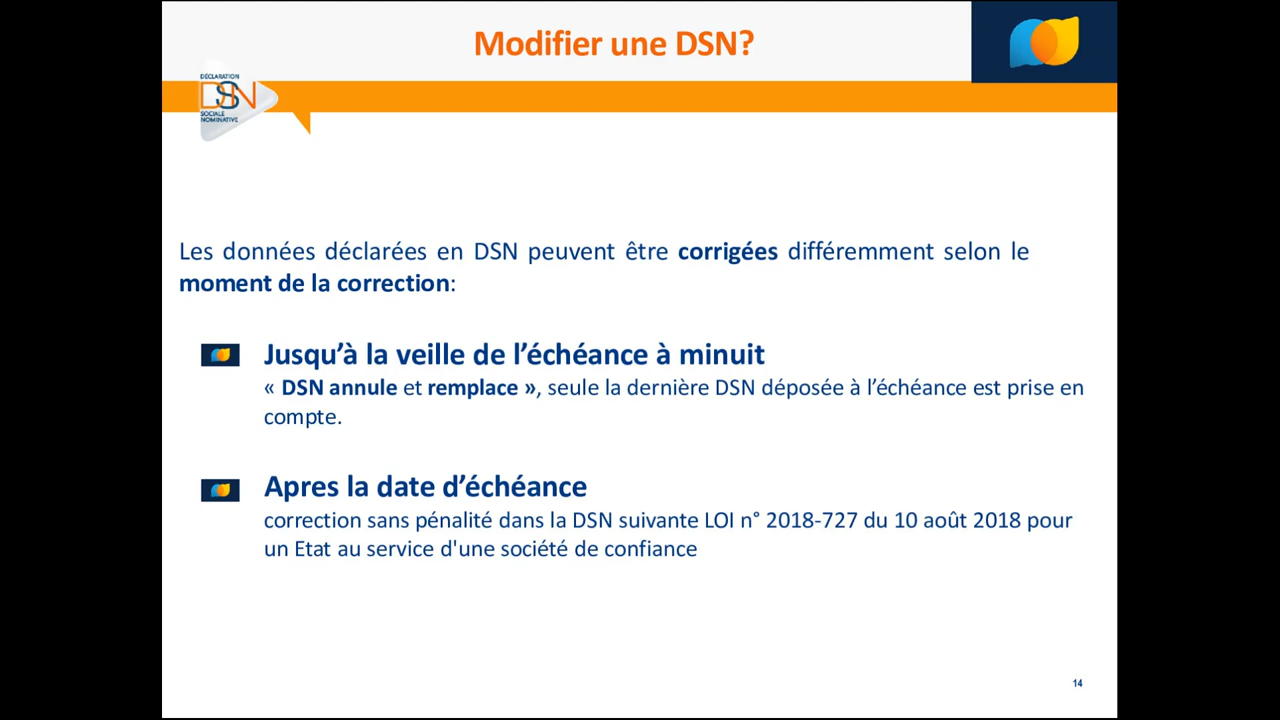 Modifier une DSN?
DÉCLARATION
DSN
SOCIALE
NOMINATIVE
Les données déclarées en DSN peuvent être corrigées différemment selon le
moment de la correction:
Jusqu’à la veille de l’échéance à minuit
« DSN annule et remplace », seule la dernière DSN déposée à l’échéance est prise en
compte.
Apres la date d’échéance
correction sans pénalité dans la DSN suivante LOI n° 2018-727 du 10 août 2018 pour
un Etat au service d'une société de confiance
14